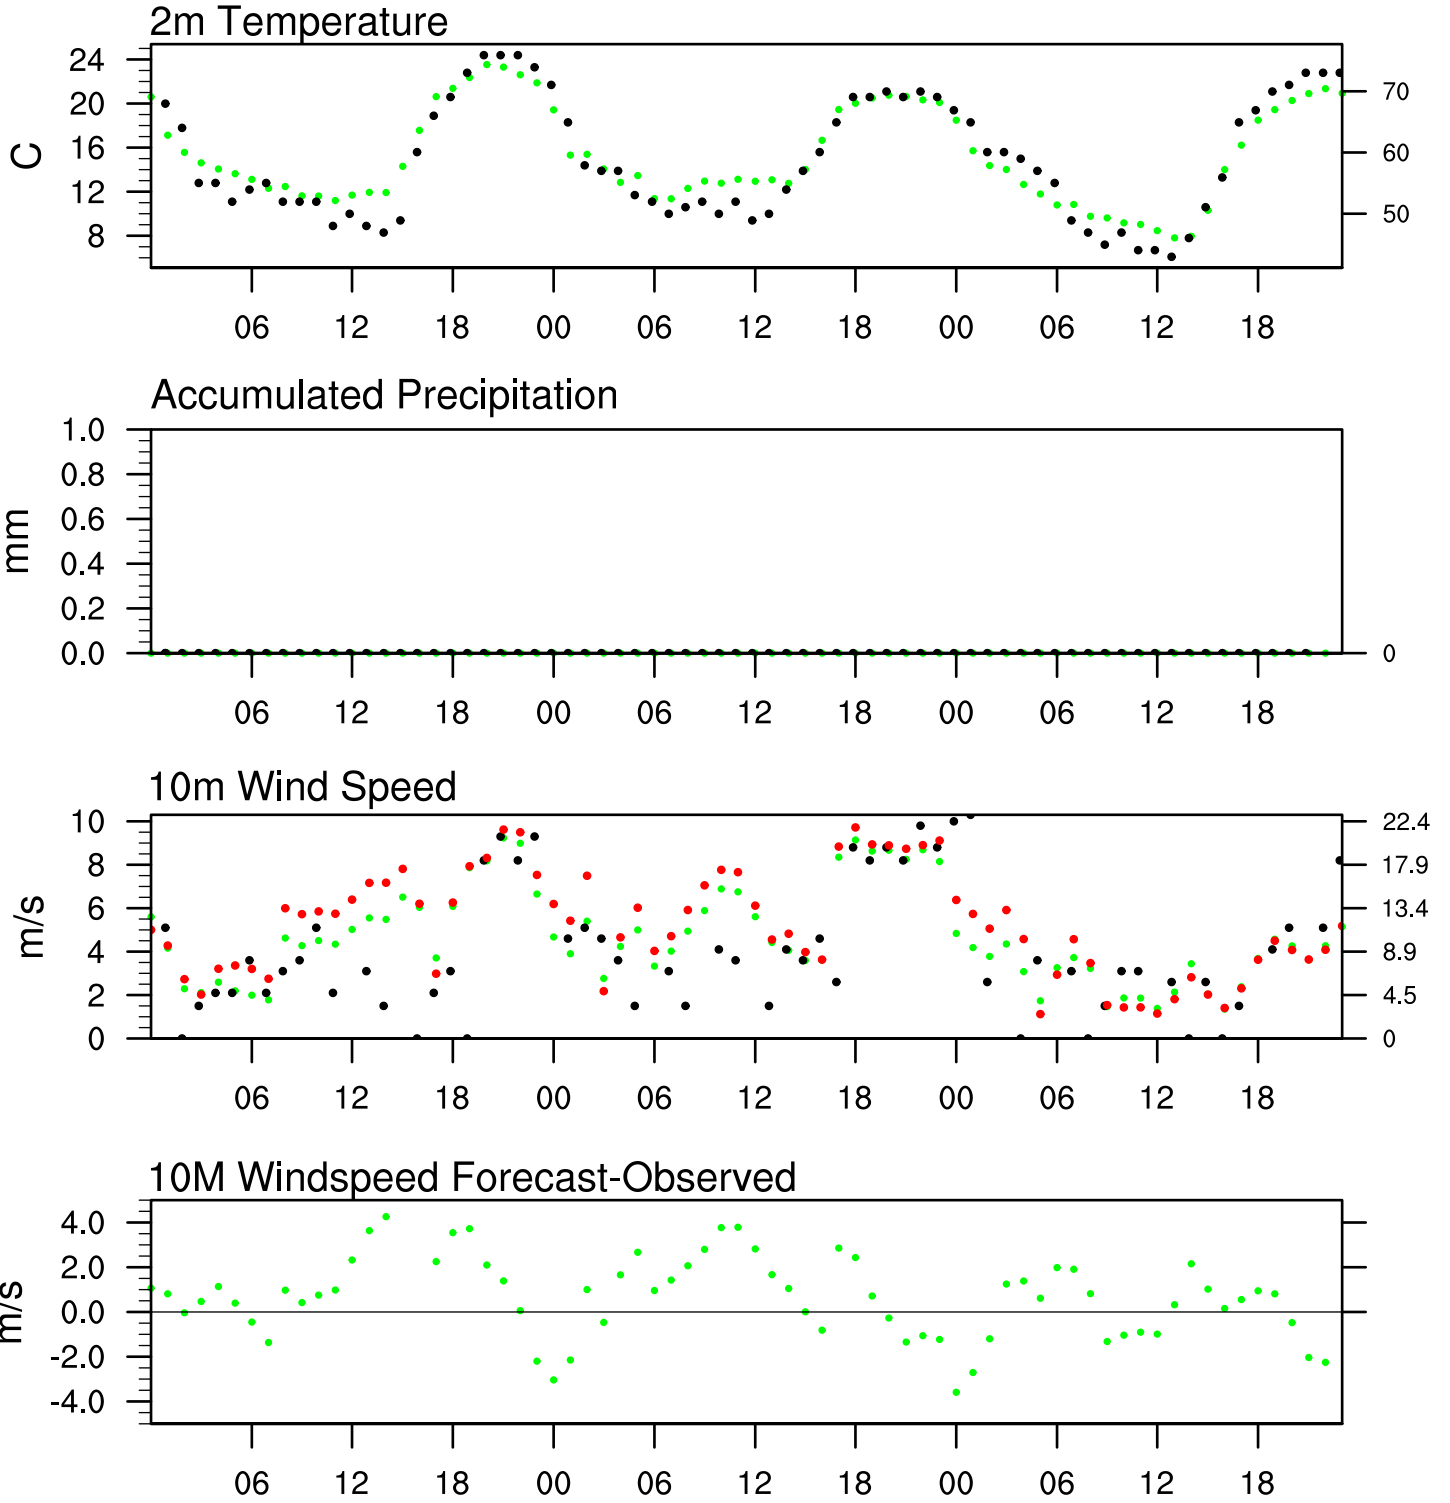 2m Temperature
24
20
16
12
8
C
70
60
50
06 12 18 00 06 12 18 00 06 12 18
Accumulated Precipitation
1.0
0.8
0.6
0.4
0.2
0.0
mm
0
06 12 18 00 06 12 18 00 06 12 18
10m Wind Speed
10
8
6
4
2
0
m/s
22.4
17.9
13.4
8.9
4.5
0
06 12 18 00 06 12 18 00 06 12 18
10M Windspeed Forecast-Observed
4.0
2.0
0.0
-2.0
-4.0
m/s
06 12 18 00 06 12 18 00 06 12 18